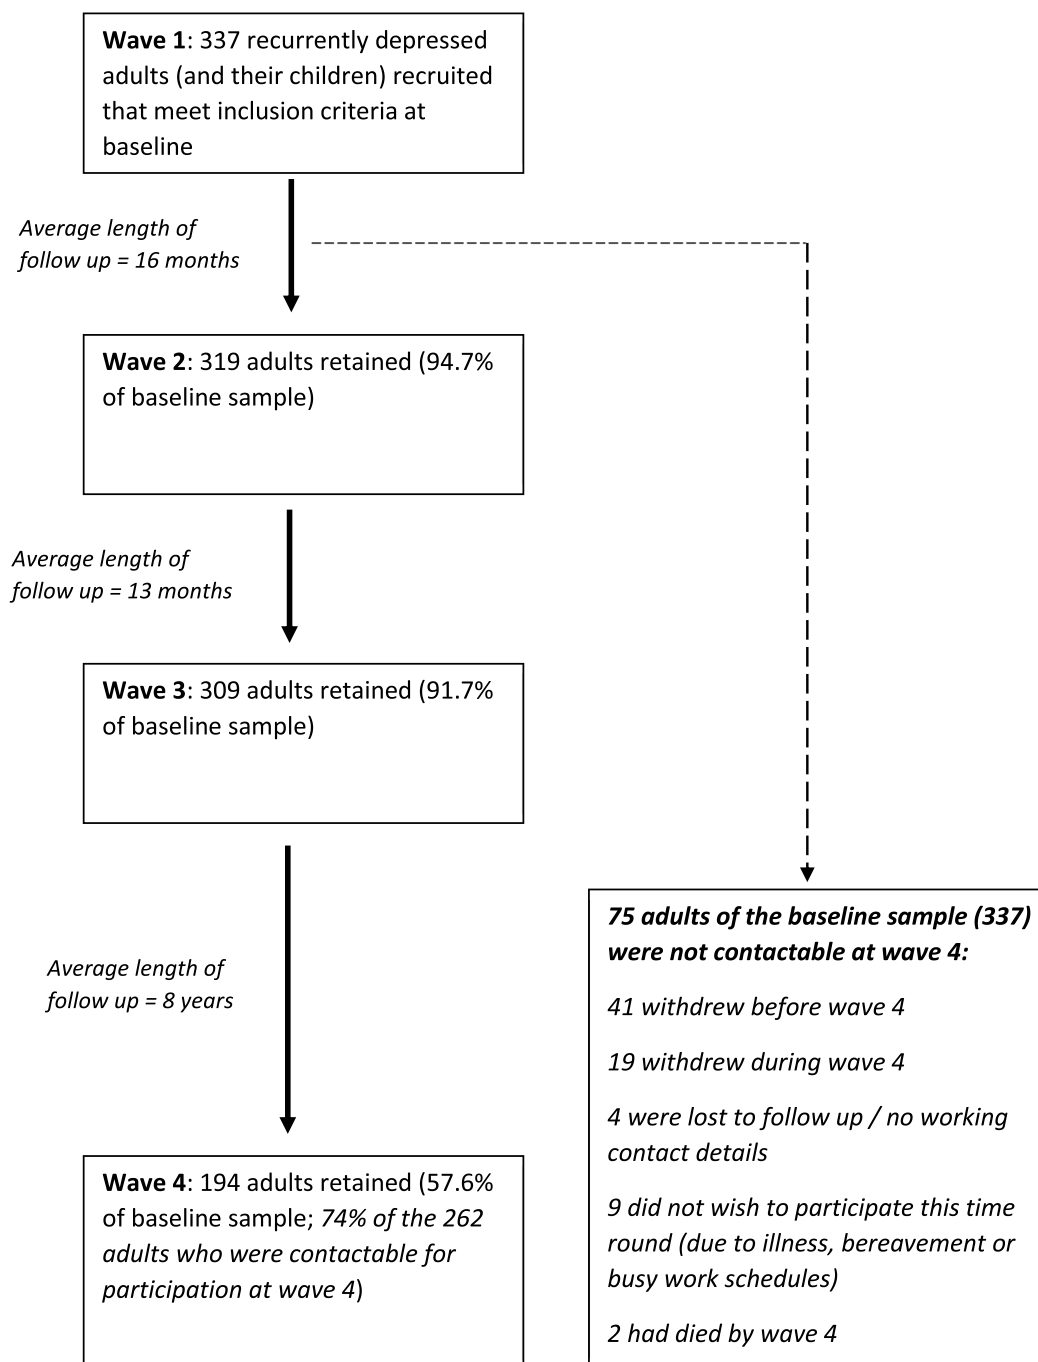 Wave 1: 337 recurrently depressed
adults (and their children) recruited
that meet inclusion criteria at
baseline
Average length of
follow up = 16 months
Wave 2: 319 adults retained (94.7%
of baseline sample)
Average length of
follow up = 13 months
Wave 3: 309 adults retained (91.7%
of baseline sample)
Average length of
follow up = 8 years
Wave 4: 194 adults retained (57.6%
of baseline sample; 74% of the 262
adults who were contactable for
participation at wave 4)
75 adults of the baseline sample (337)
were not contactable at wave 4:
41 withdrew before wave 4
19 withdrew during wave 4
4 were lost to follow up / no working
contact details
9 did not wish to participate this time
round (due to illness, bereavement or
busy work schedules)
2 had died by wave 4